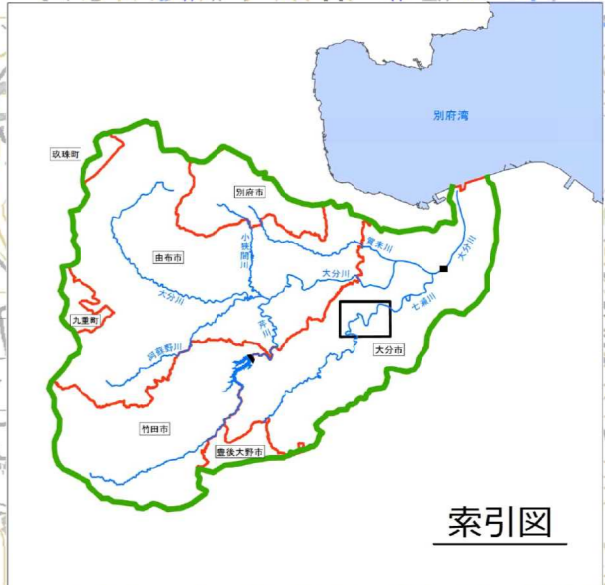 別府湾
玖珠町
別府市
由布市
小狭間川
賀来川
大分川
大分川
大分川
七瀬川
九重町
芹川
阿蘇野川
大分市
竹田市
豊後大野市
索引図